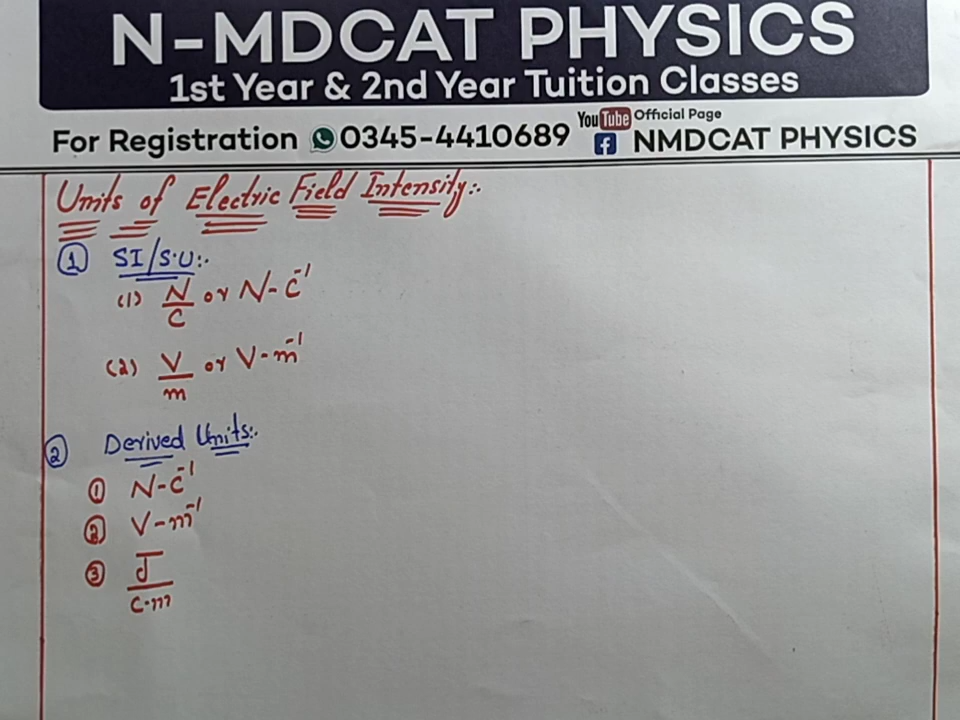 N-MDCAT PHYSICS
1st Year & 2nd Year Tuition Classes
For Registration 0345-4410689 YouTube Official Page
NMDCAT PHYSICS
Units of Electric Field Intensity:.
① SI/S.U:.
(1) N/C or N-C⁻¹
(2) V/m or V-m⁻¹
② Derived Units:.
① N-C⁻¹
② V-m⁻¹
③ J/C.m